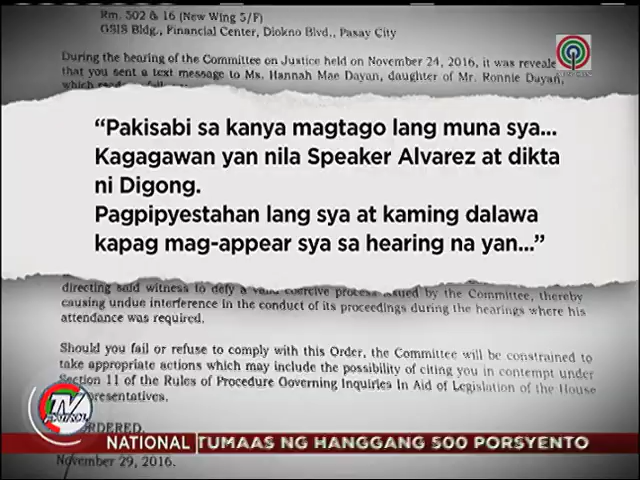 Rm. 502 & 16 (New Wing 5/F)
GSIS Bldg., Financial Center, Diokno Blvd., Pasay City
During the hearing of the Committee on Justice held on November 24, 2016, it was reveale
that you sent a text message to Ms. Hannah Mae Dayan, daughter of Mr. Ronnie Dayan,
which
“Pakisabi sa kanya magtago lang muna sya...
Kagagawan yan nila Speaker Alvarez at dikta
ni Digong.
Pagpipyestahan lang sya at kaming dalawa
kapag mag-appear sya sa hearing na yan...”
directing said witness to defy a valid coercive process issued by the Committee, thereby
causing undue interference in the conduct of its proceedings during the hearings where his
attendance was required.
Should you fail or refuse to comply with this Order, the Committee will be constrained to
take appropriate actions which may include the possibility of citing you in contempt under
Section 11 of the Rules of Procedure Governing Inquiries In Aid of Legislation of the House
presentatives.
ORDERED.
TV PATROL
NATIONAL TUMAAS NG HANGGANG 500 PORSYENTO
November 29, 2016.